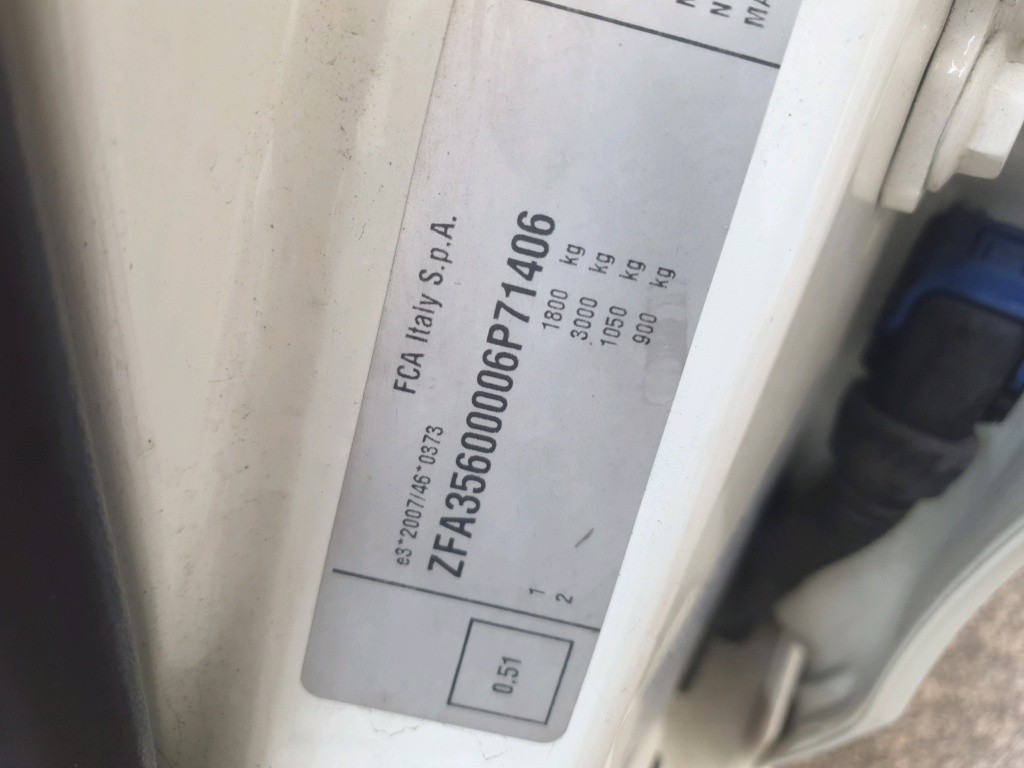 FCA Italy S.p.A.
e3*2007/46*0373
ZFA35600006P71406
1800 kg
3000 kg
1 1050 kg
2 900 kg
0.51